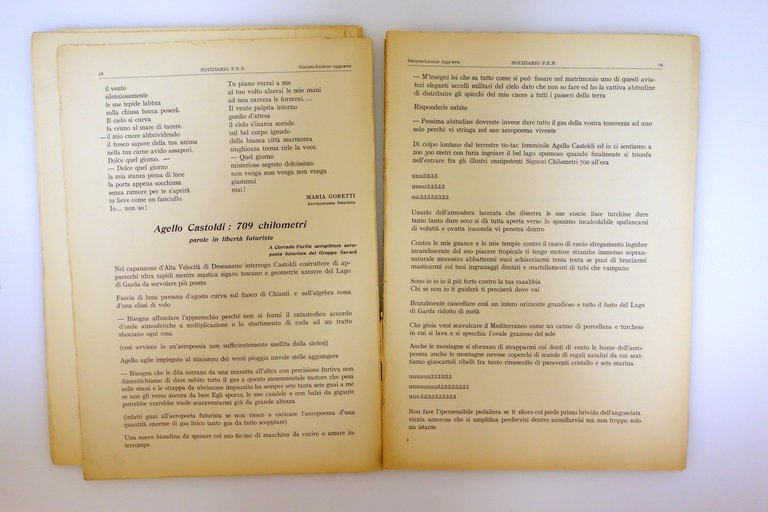 18
NOTIZIARIO P.E.N.
GIUGNO-LUGLIO 1939-XVII
il vento
silenziosamente
le sue tepide labbra
sulla chiusa bocca poserà.
Il cielo si curva
fa cenno al mare di tacere.
— il mio cuore abbrividendo
il fresco sapore della tua anima
nella tua carne avido assapori.
Dolce quel giorno. —
— Dolce quel giorno
la mia stanza piena di luce
la porta appena socchiusa
senza rumore per te s'aprirà
tu lieve come un fanciullo.
Io... non so!
Tu piano verrai a me
al tuo volto alzerai le mie mani
ad una carezza le forzerai. ...
Il vento palpita intorno
gonfio d'attesa
il cielo s'inarca scende
sul bel corpo ignudo
della bianca città smarrosa
singhiozza trema ride la voce.
— Quel giorno
misterioso segreto dolcissimo
non venga non venga non venga
giammai
mai!
MARIA GORETTI
Aeropoetessa futurista
Agello Castoldi : 709 chilometri
parole in libertà futuriste
A Corrado Forlin aeropittore aero-
poeta futurista del Gruppo Savarè
Nel capannone d'Alta Velocità di Desenzano interrogo Castoldi costruttore di ap-
parecchi ultra rapidi mentre mastica sigaro toscano e geometrie azzurre del Lago
di Garda da sorvolare più presto
Faccia di luna paesana d'agosto curva sul fiasco di Chianti e sull'algebra rossa
d'una elissi di volo
— Bisogna affusolare l'apparecchio perchè non si formi il catastrofico accordo
d'onde atmosferiche a moltiplicazione o lo sbattimento di coda ad un tratto
sfasciano ogni cosa
(così avviene in un'aeropoesia non sufficientemente snellita dalla sintesi)
Agello agile impiegato al ministero dei venti pioggia nuvole stelle aggiungere
— Bisogna che le dita corrano da una manetta all'altra con precisione furtiva non
dimentichiamo di dare subito tutto il gas a questo monumentale motore che pesa
sulle mani e le strappa da ubriacone impazzito ha sempre sete tanta sete guai a me
se non gli verso ancora da bere Egli sporca le sue candele e con balzi da gigante
potrebbe vorrebbe vuole scaraventarmi giù da grande altezza
(infatti guai all'aeropoeta futurista se non riesce a caricare l'aeropoema d'una
quantità enorme di gas lirico tanto gas da farlo scoppiare)
Una soave biondina da sposare col suo tic-tac di macchina da cucire o amare in-
terrompe
GIUGNO-LUGLIO 1939-XVII
NOTIZIARIO P.E.N.
19
— M'insegni lei che sa tutto come si può fissare nel matrimonio uno di questi avia-
tori eleganti uccelli militari del cielo dato che non so fare ed ho la cattiva abitudine
di distribuire gli spicchi del mio cuore a tutti i passeri della terra
Risponderle subito
— Pessima abitudine dovreste invece dare tutto il gas della vostra tenerezza ad uno
solo perchè vi stringa nel suo aeropoema vivente
Di colpo lontano dal terrestre tic-tac femminile Agello Castoldi ed io ci sentiamo a
200 300 metri con furia ingoiare il bel lago spumoso quando finalmente si trionfa
nell'entrare fra gli illustri onnipotenti Signori Chilometri 700 all'ora
uuu3333
uuuu33333
uu33333333
Uuurlo dell'atmosfera lacerata che disserra le sue coscie lisce turchine dure
tanto tanto dure ecco si dà tutta aperta verso lo spasimo incalcolabile spalancarsi
di voluttà e ovatta iraconda vi penetra dentro
Contro le mie guance e le mie tempie contro il casco di cuoio sfregamento lugubre
incandescente del uso piacere tropicale ti tengo motore strambo immenso sopran-
naturale mooostro abbattermi vuoi schiacciarmi tenta tenta se puoi di bruciarmi
masticarmi coi tuoi ingranaggi dentati e martellamenti di tubi che vampano
Sono io io io il più forte contro la tua raaabbia
Chi se non io ti guiderà ti preciserà dove vai
Brutalmente cancellare così un intero orizzonte grandioso e tutto il fasto del Lago
di Garda ridotto di metà
Che gioia vuoi scavalcare il Mediterraneo come un catino di porcellana e turchese
in cui si lava e si specchia l'ovale grazioso del sole
Anche le montagne si sforzano di strapparmi coi denti di vento le bozze dell'aero-
poema anche le montagne nevose coperchi di scatole di regali natalizi da cui scat-
tiamo giuocattoli ribelli fra tanto rimescolio di paraventi cristallo e sete marina
uuuuuu333333
uuuuuuuu333333333
uuu3333333333
Non fare l'ipersensibile pedaliera se ti sfioro col piede primo brivido dell'angosciata
virata amorosa che si amplifica perdervisi dentro annullarvisi ma non troppo solo
un istante